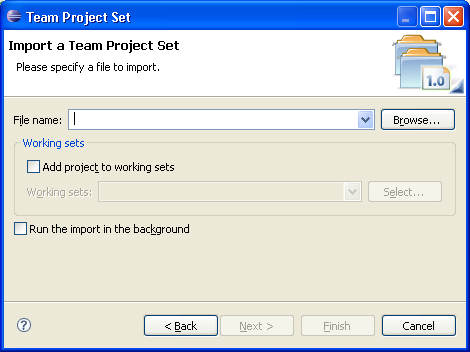 Team Project Set
Import a Team Project Set
Please specify a file to import.
1.0
File name:
Browse...
Working sets
Add project to working sets
Working sets:
Select...
Run the import in the background
?
< Back
Next >
Finish
Cancel